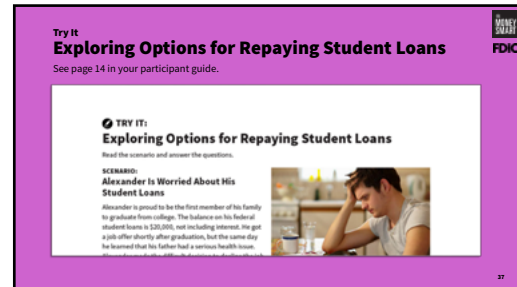 Try It
Exploring Options for Repaying Student Loans
See page 14 in your participant guide.
MONEY
SMART
FDIC
TRY IT:
Exploring Options for Repaying Student Loans
Read the scenario and answer the questions.
SCENARIO:
Alexander Is Worried About His
Student Loans
Alexander is proud to be the first member of his family
to graduate from college. The balance on his federal
student loans is $20,000, not including interest. He got
a job offer shortly after graduation, but the same day
he learned that his father had a serious health issue.
37